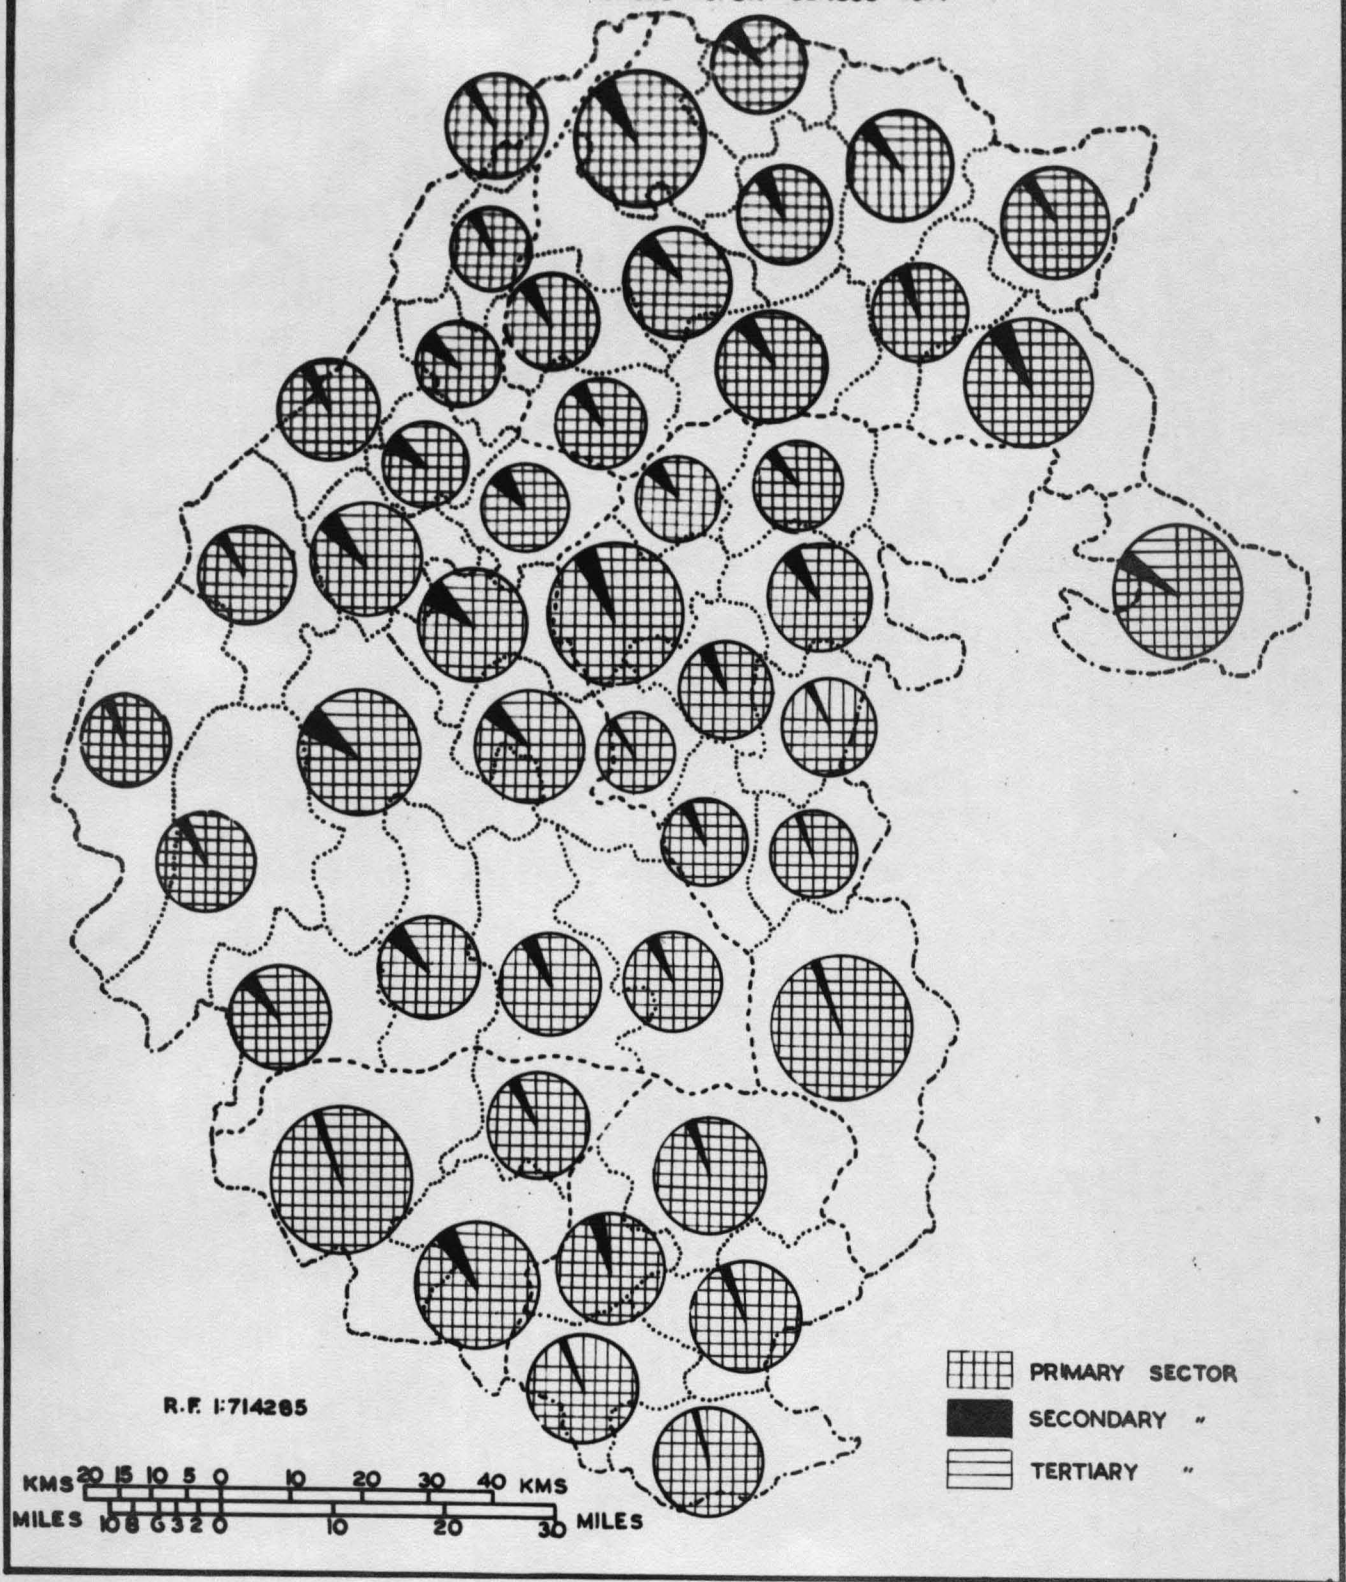 PRIMARY SECTOR
SECONDARY "
TERTIARY "
R.F. 1:714285
KMS 20 15 10 5 0 10 20 30 40 KMS
MILES 10 8 6 3 2 0 10 20 30 MILES